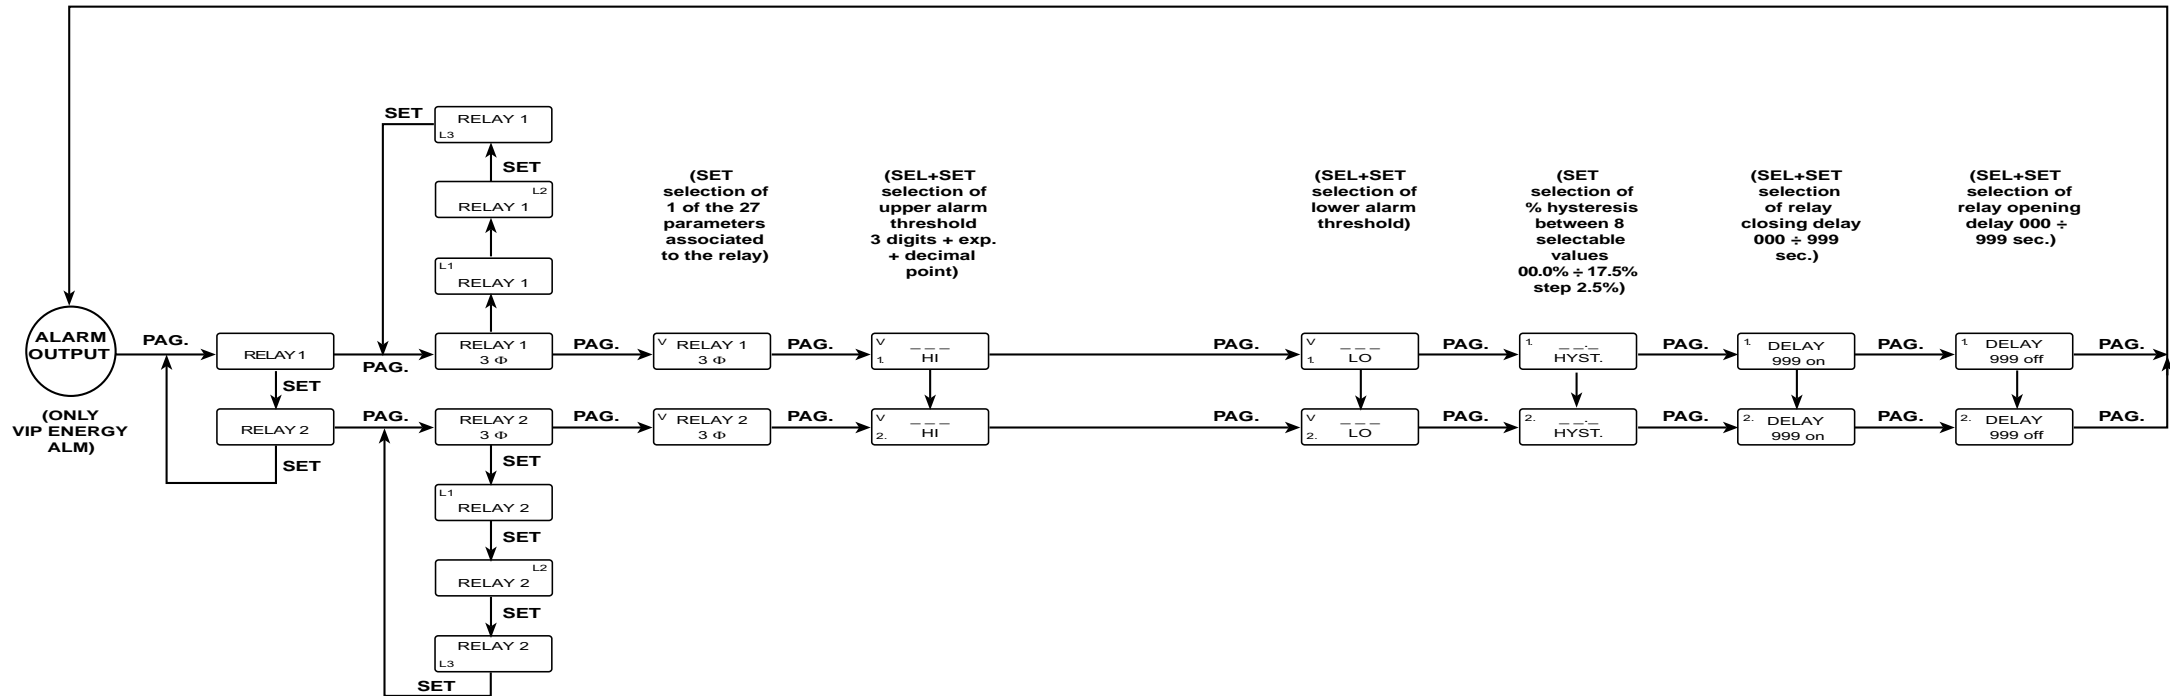 SET
RELAY 1
L3
SET
L2
RELAY 1
L1
RELAY 1
(SET
selection of
1 of the 27
parameters
associated
to the relay)
(SEL+SET
selection of
upper alarm
threshold
3 digits + exp.
+ decimal
point)
(SEL+SET
selection of
lower alarm
threshold)
(SET
selection of
% hysteresis
between 8
selectable
values
00.0% ÷ 17.5%
step 2.5%)
(SEL+SET
selection
of relay
closing delay
000 ÷ 999
sec.)
(SEL+SET
selection of
relay opening
delay 000 ÷
999 sec.)
ALARM
OUTPUT
(ONLY
VIP ENERGY
ALM)
PAG.
RELAY 1
PAG.
RELAY 1
3 Φ
PAG.
V RELAY 1
3 Φ
PAG.
V _ _ _
1. HI
PAG.
V _ _ _
1. LO
PAG.
1. _ _._
HYST.
PAG.
1. DELAY
999 on
PAG.
1. DELAY
999 off
PAG.
SET
RELAY 2
SET
PAG.
RELAY 2
3 Φ
PAG.
V RELAY 2
3 Φ
PAG.
V _ _ _
2. HI
PAG.
V _ _ _
2. LO
PAG.
2. _ _._
HYST.
PAG.
2. DELAY
999 on
PAG.
2. DELAY
999 off
PAG.
SET
L1
RELAY 2
SET
L2
RELAY 2
SET
RELAY 2
L3
SET